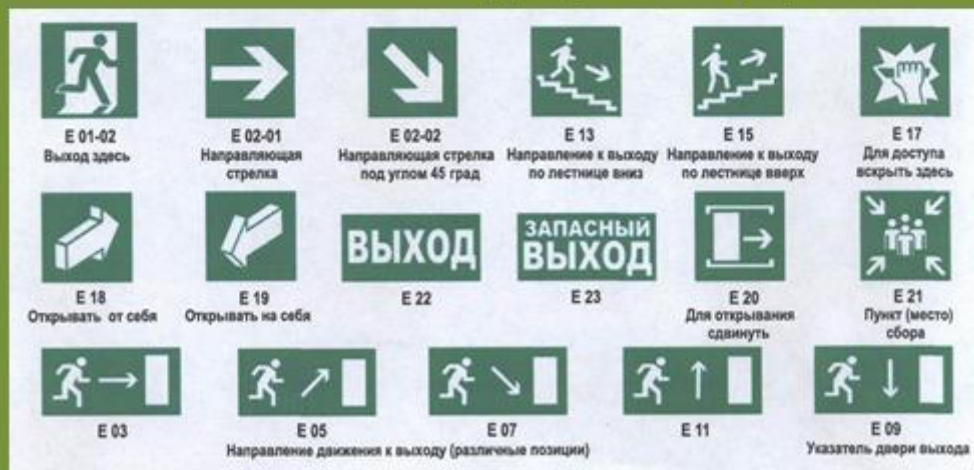 E 01-02
Выход здесь
E 02-01
Направляющая
стрелка
E 02-02
Направляющая стрелка
под углом 45 град
E 13
Направление к выходу
по лестнице вниз
E 15
Направление к выходу
по лестнице вверх
E 17
Для доступа
вскрыть здесь
E 18
Открывать от себя
E 19
Открывать на себя
ВЫХОД
E 22
ЗАПАСНЫЙ
ВЫХОД
E 23
E 20
Для открывания
сдвинуть
E 21
Пункт (место)
сбора
E 03
E 05
E 07
E 11
E 09
Направление движения к выходу (различные позиции)
Указатель двери выхода